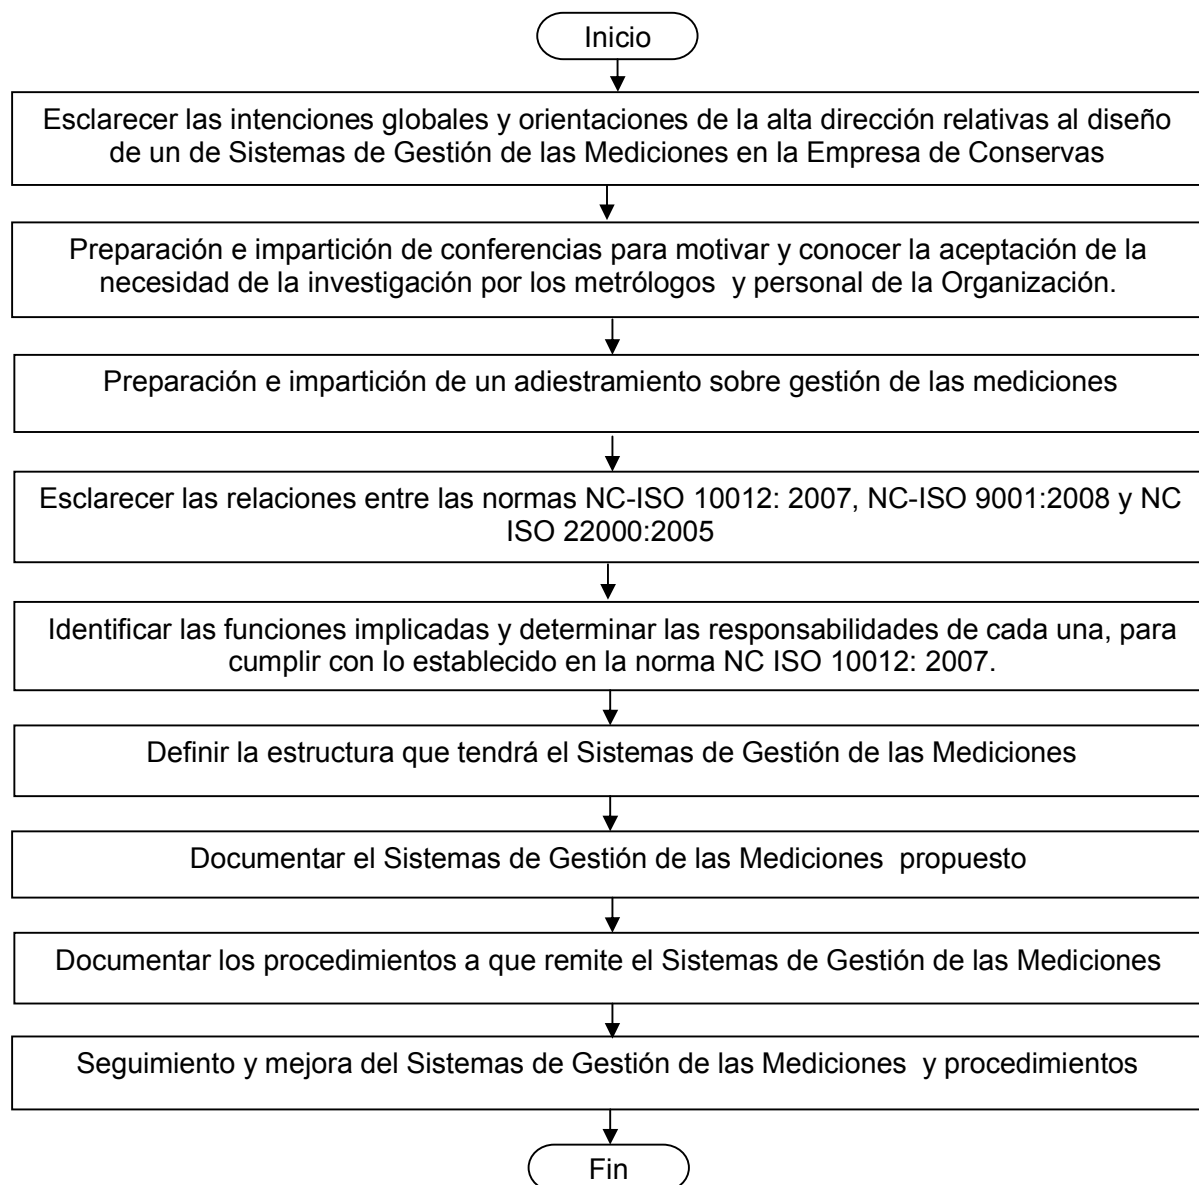 Inicio
Esclarecer las intenciones globales y orientaciones de la alta dirección relativas al diseño
de un de Sistemas de Gestión de las Mediciones en la Empresa de Conservas
Preparación e impartición de conferencias para motivar y conocer la aceptación de la
necesidad de la investigación por los metrólogos y personal de la Organización.
Preparación e impartición de un adiestramiento sobre gestión de las mediciones
Esclarecer las relaciones entre las normas NC-ISO 10012: 2007, NC-ISO 9001:2008 y NC
ISO 22000:2005
Identificar las funciones implicadas y determinar las responsabilidades de cada una, para
cumplir con lo establecido en la norma NC ISO 10012: 2007.
Definir la estructura que tendrá el Sistemas de Gestión de las Mediciones
Documentar el Sistemas de Gestión de las Mediciones propuesto
Documentar los procedimientos a que remite el Sistemas de Gestión de las Mediciones
Seguimiento y mejora del Sistemas de Gestión de las Mediciones y procedimientos
Fin